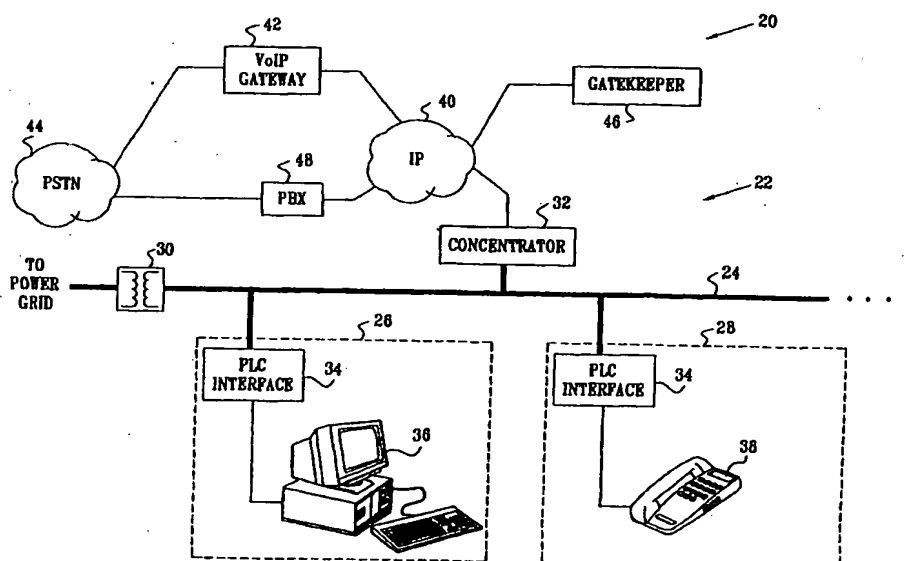 42
VoIP
GATEWAY
20
GATEKEEPER
46
40
IP
44
PSTN
48
PBX
22
32
CONCENTRATOR
30
TO
POWER
GRID
24
. . .
26
PLC
INTERFACE
34
36
28
PLC
INTERFACE
34
38